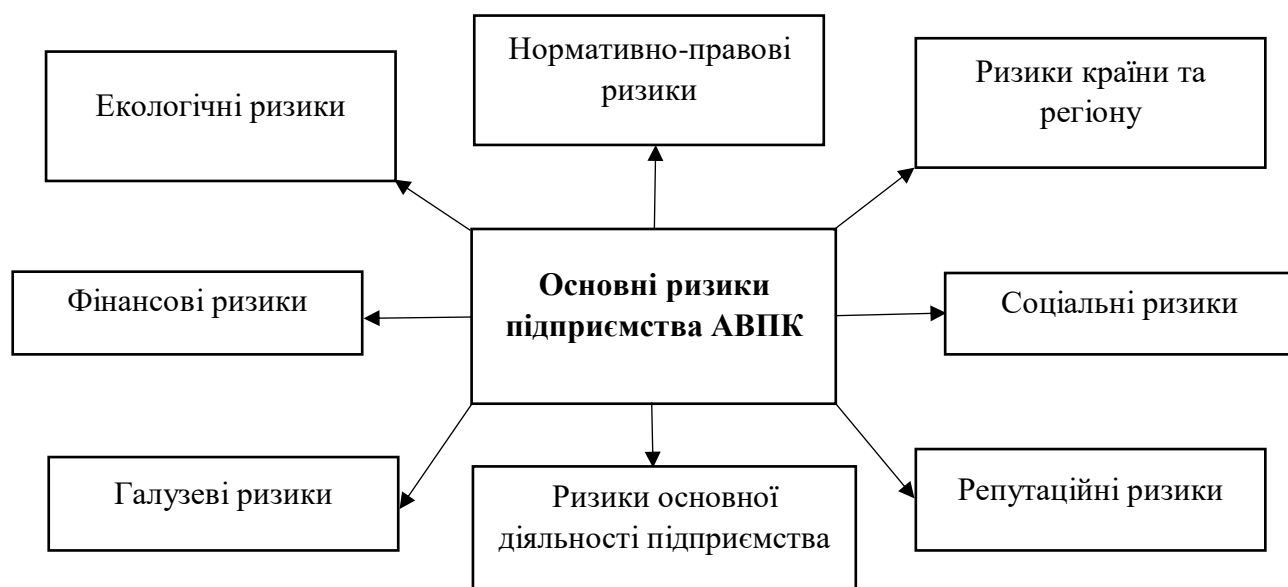 Екологічні ризики
Нормативно-правові
ризики
Ризики країни та
регіону
Фінансові ризики
Основні ризики
підприємства АВПК
Соціальні ризики
Галузеві ризики
Ризики основної
діяльності підприємства
Репутаційні ризики